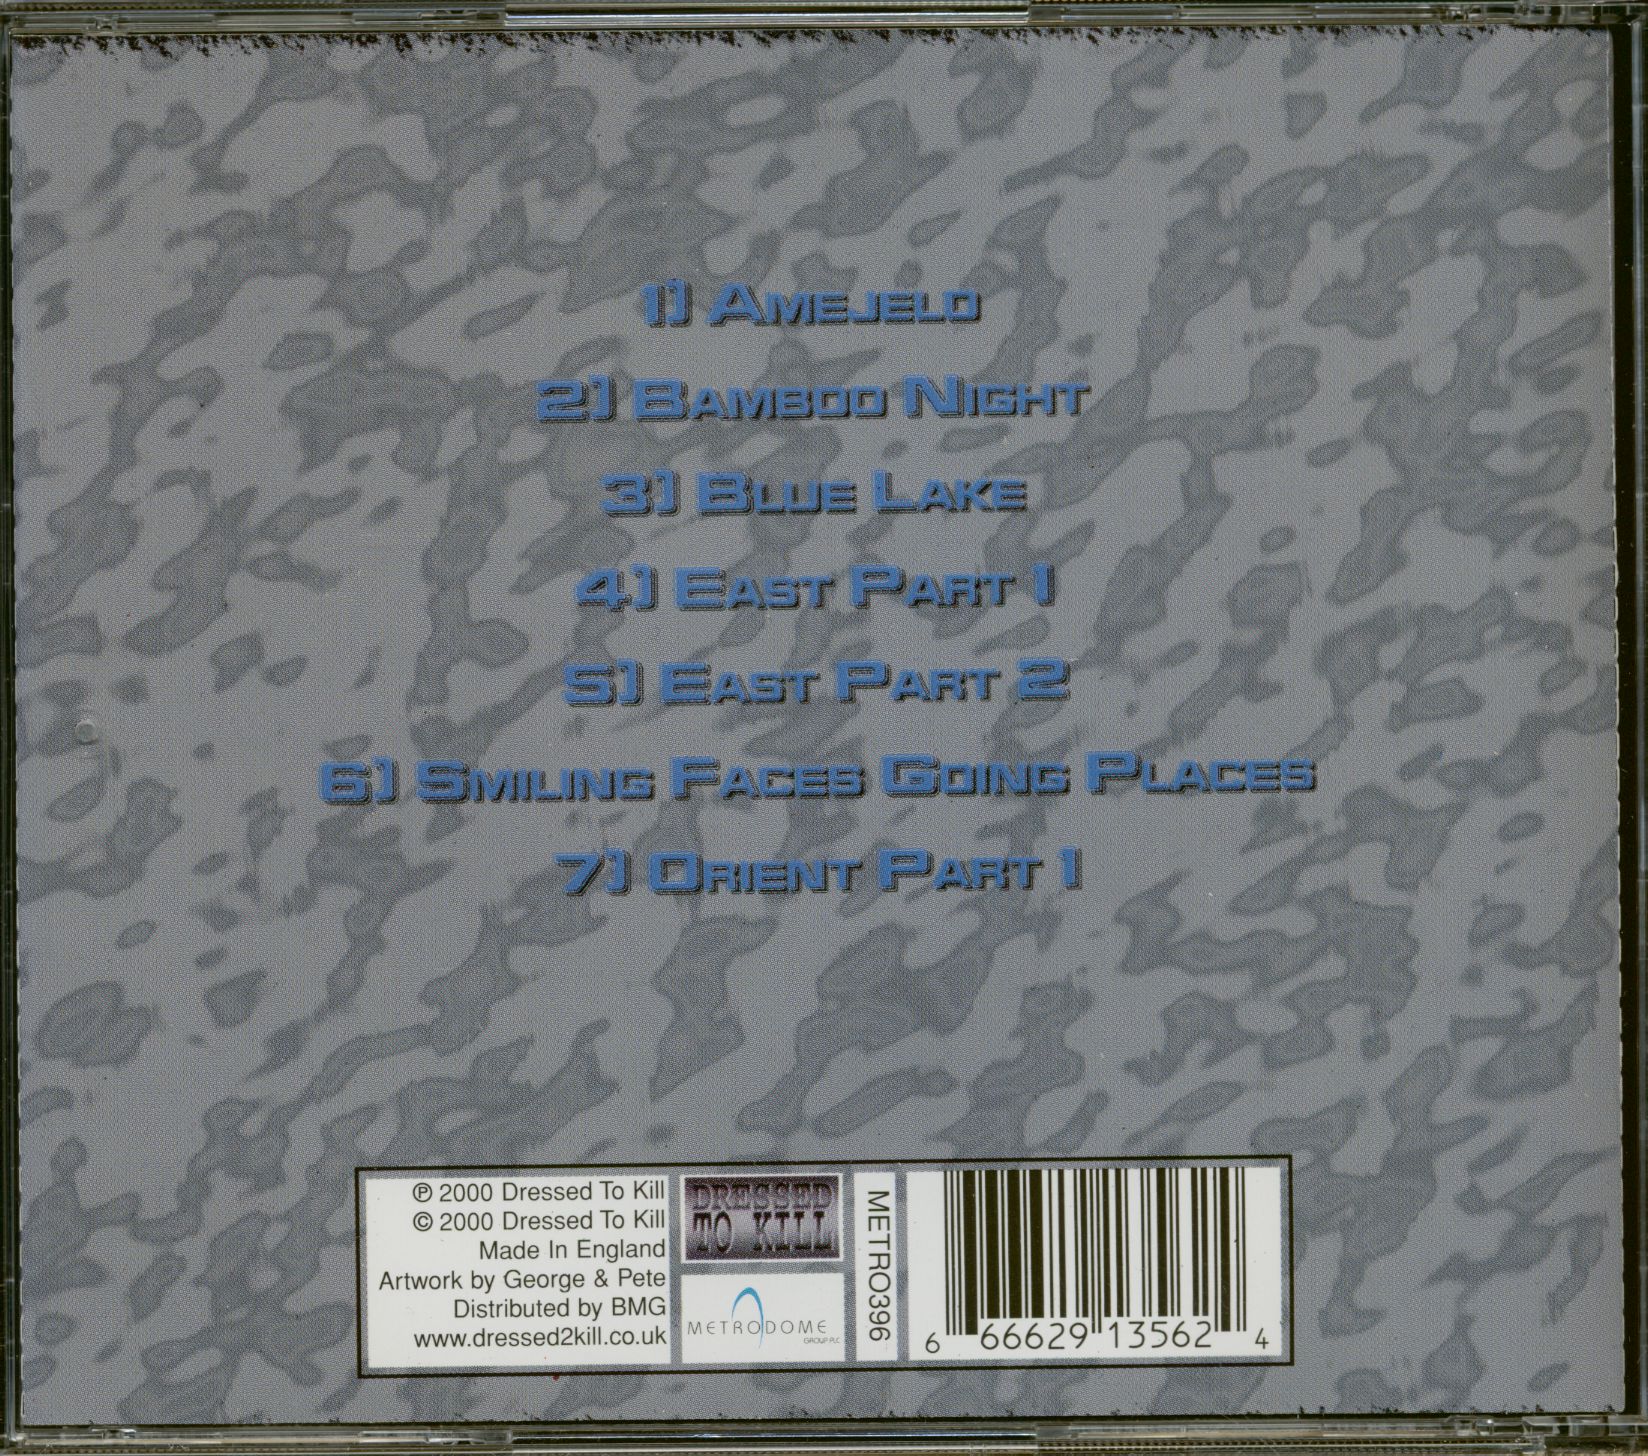 1) Amejelo
2) Bamboo Night
3) Blue Lake
4) East Part 1
5) East Part 2
6) Smiling Faces Going Places
7) Orient Part 1
℗ 2000 Dressed To Kill
© 2000 Dressed To Kill
Made In England
Artwork by George & Pete
Distributed by BMG
www.dressed2kill.co.uk
DRESSED
TO KILL
METRODOME
GROUP PLC
METRO396
6 66629 13562 4